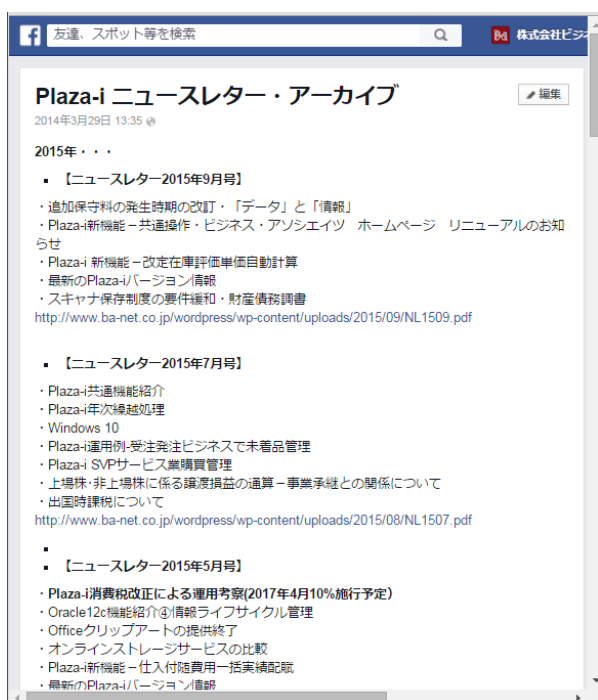 友達、スポット等を検索
株式会社ビジネ
Plaza-i ニュースレター・アーカイブ
編集
2014年3月29日 13:35
2015年・・・
▪ 【ニュースレター2015年9月号】
・追加保守料の発生時期の改訂・「データ」と「情報」
・Plaza-i新機能－共通操作・ビジネス・アソシエイツ　ホームページ　リニューアルのお知
らせ
・Plaza-i 新機能－改定在庫評価単価自動計算
・最新のPlaza-iバージョン情報
・スキャナ保存制度の要件緩和・財産債務調書
http://www.ba-net.co.jp/wordpress/wp-content/uploads/2015/09/NL1509.pdf
▪ 【ニュースレター2015年7月号】
・Plaza-i共通機能紹介
・Plaza-i年次繰越処理
・Windows 10
・Plaza-i運用例-受注発注ビジネスで未着品管理
・Plaza-i SVPサービス業購買管理
・上場株・非上場株に係る譲渡損益の通算－事業承継との関係について
・出国時課税について
http://www.ba-net.co.jp/wordpress/wp-content/uploads/2015/08/NL1507.pdf
▪
▪ 【ニュースレター2015年5月号】
・Plaza-i消費税改正による運用考察(2017年4月10%施行予定）
・Oracle12c機能紹介④情報ライフサイクル管理
・Officeクリップアートの提供終了
・オンラインストレージサービスの比較
・Plaza-i新機能－仕入付随費用一括実績配賦
・最新のPlaza-iバージョン情報